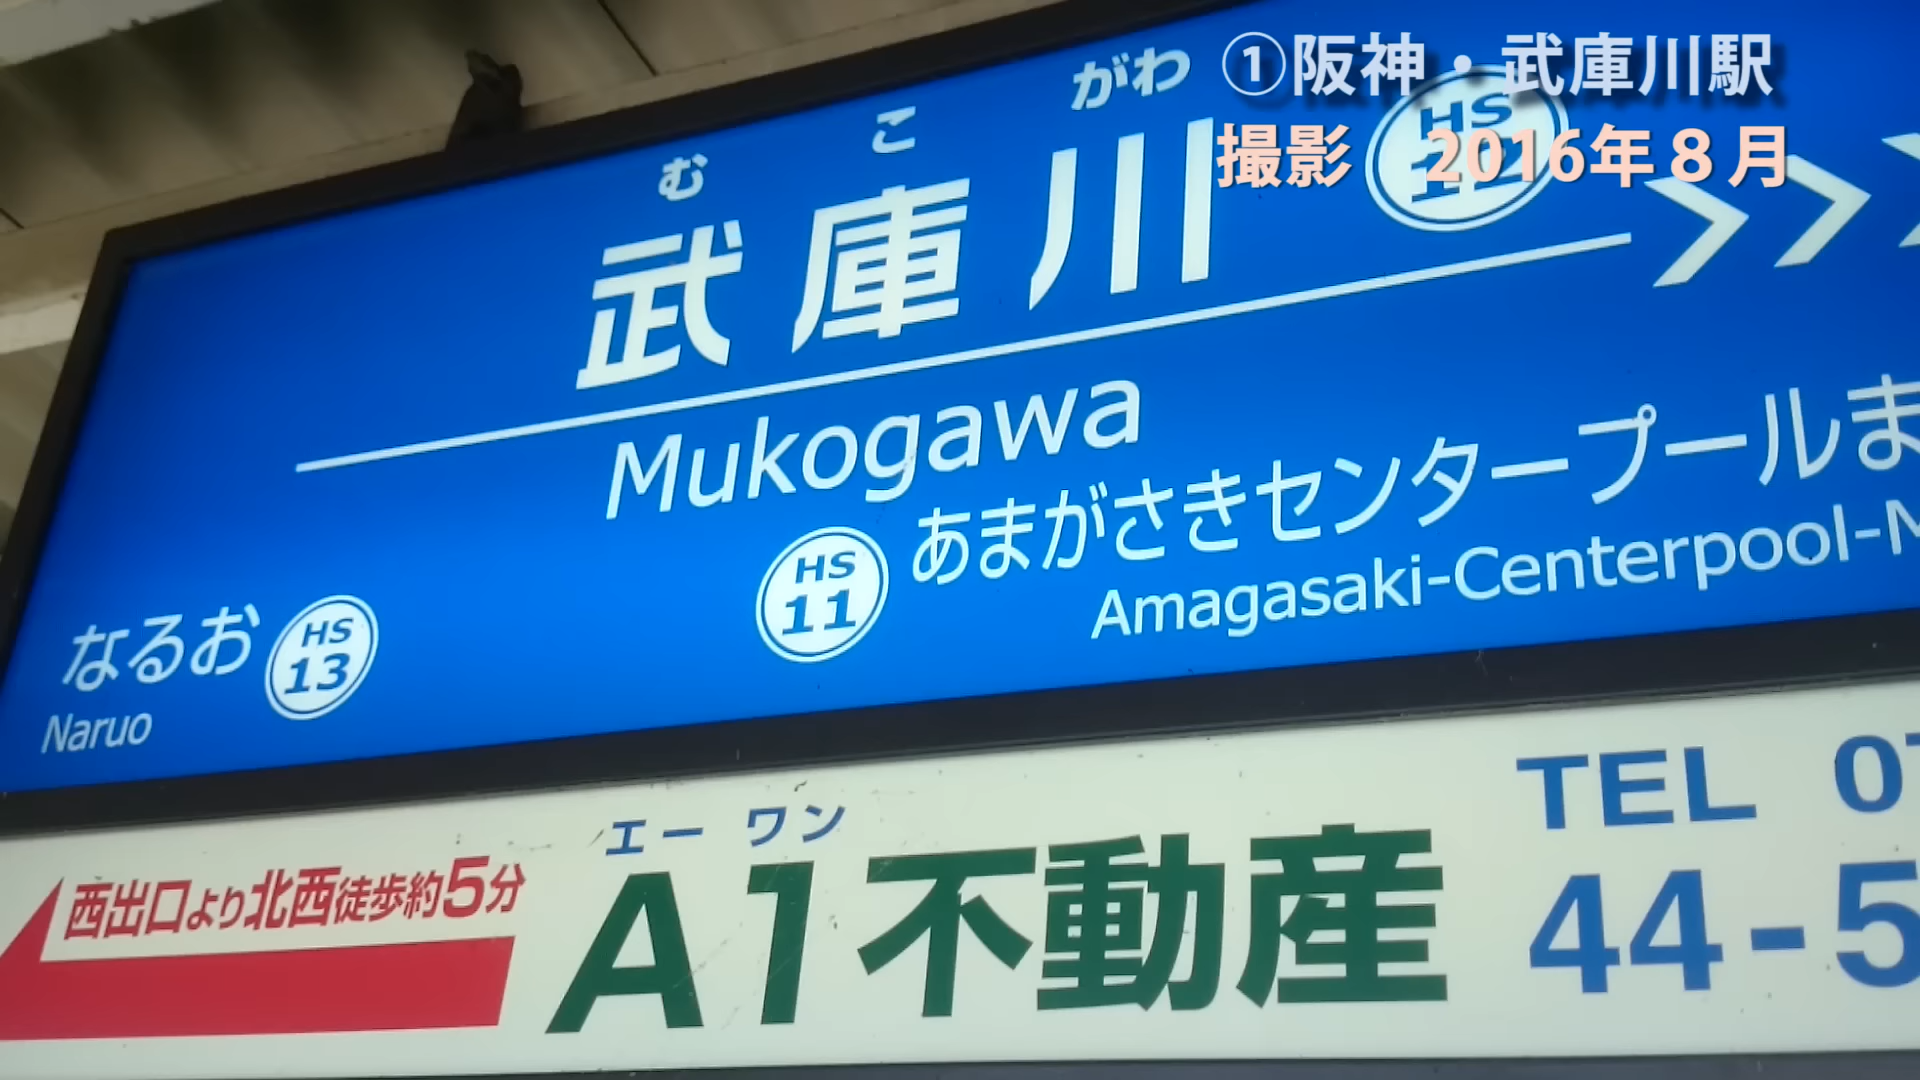 ①阪神・武庫川駅
撮影 2016年８月
む こ がわ
武庫川
HS 12
Mukogawa
HS 11 あまがさきセンタープールま
Amagasaki-Centerpool-M
なるお HS 13
Naruo
西出口より北西徒歩約5分
エー ワン
A1不動産
TEL 07
44-5